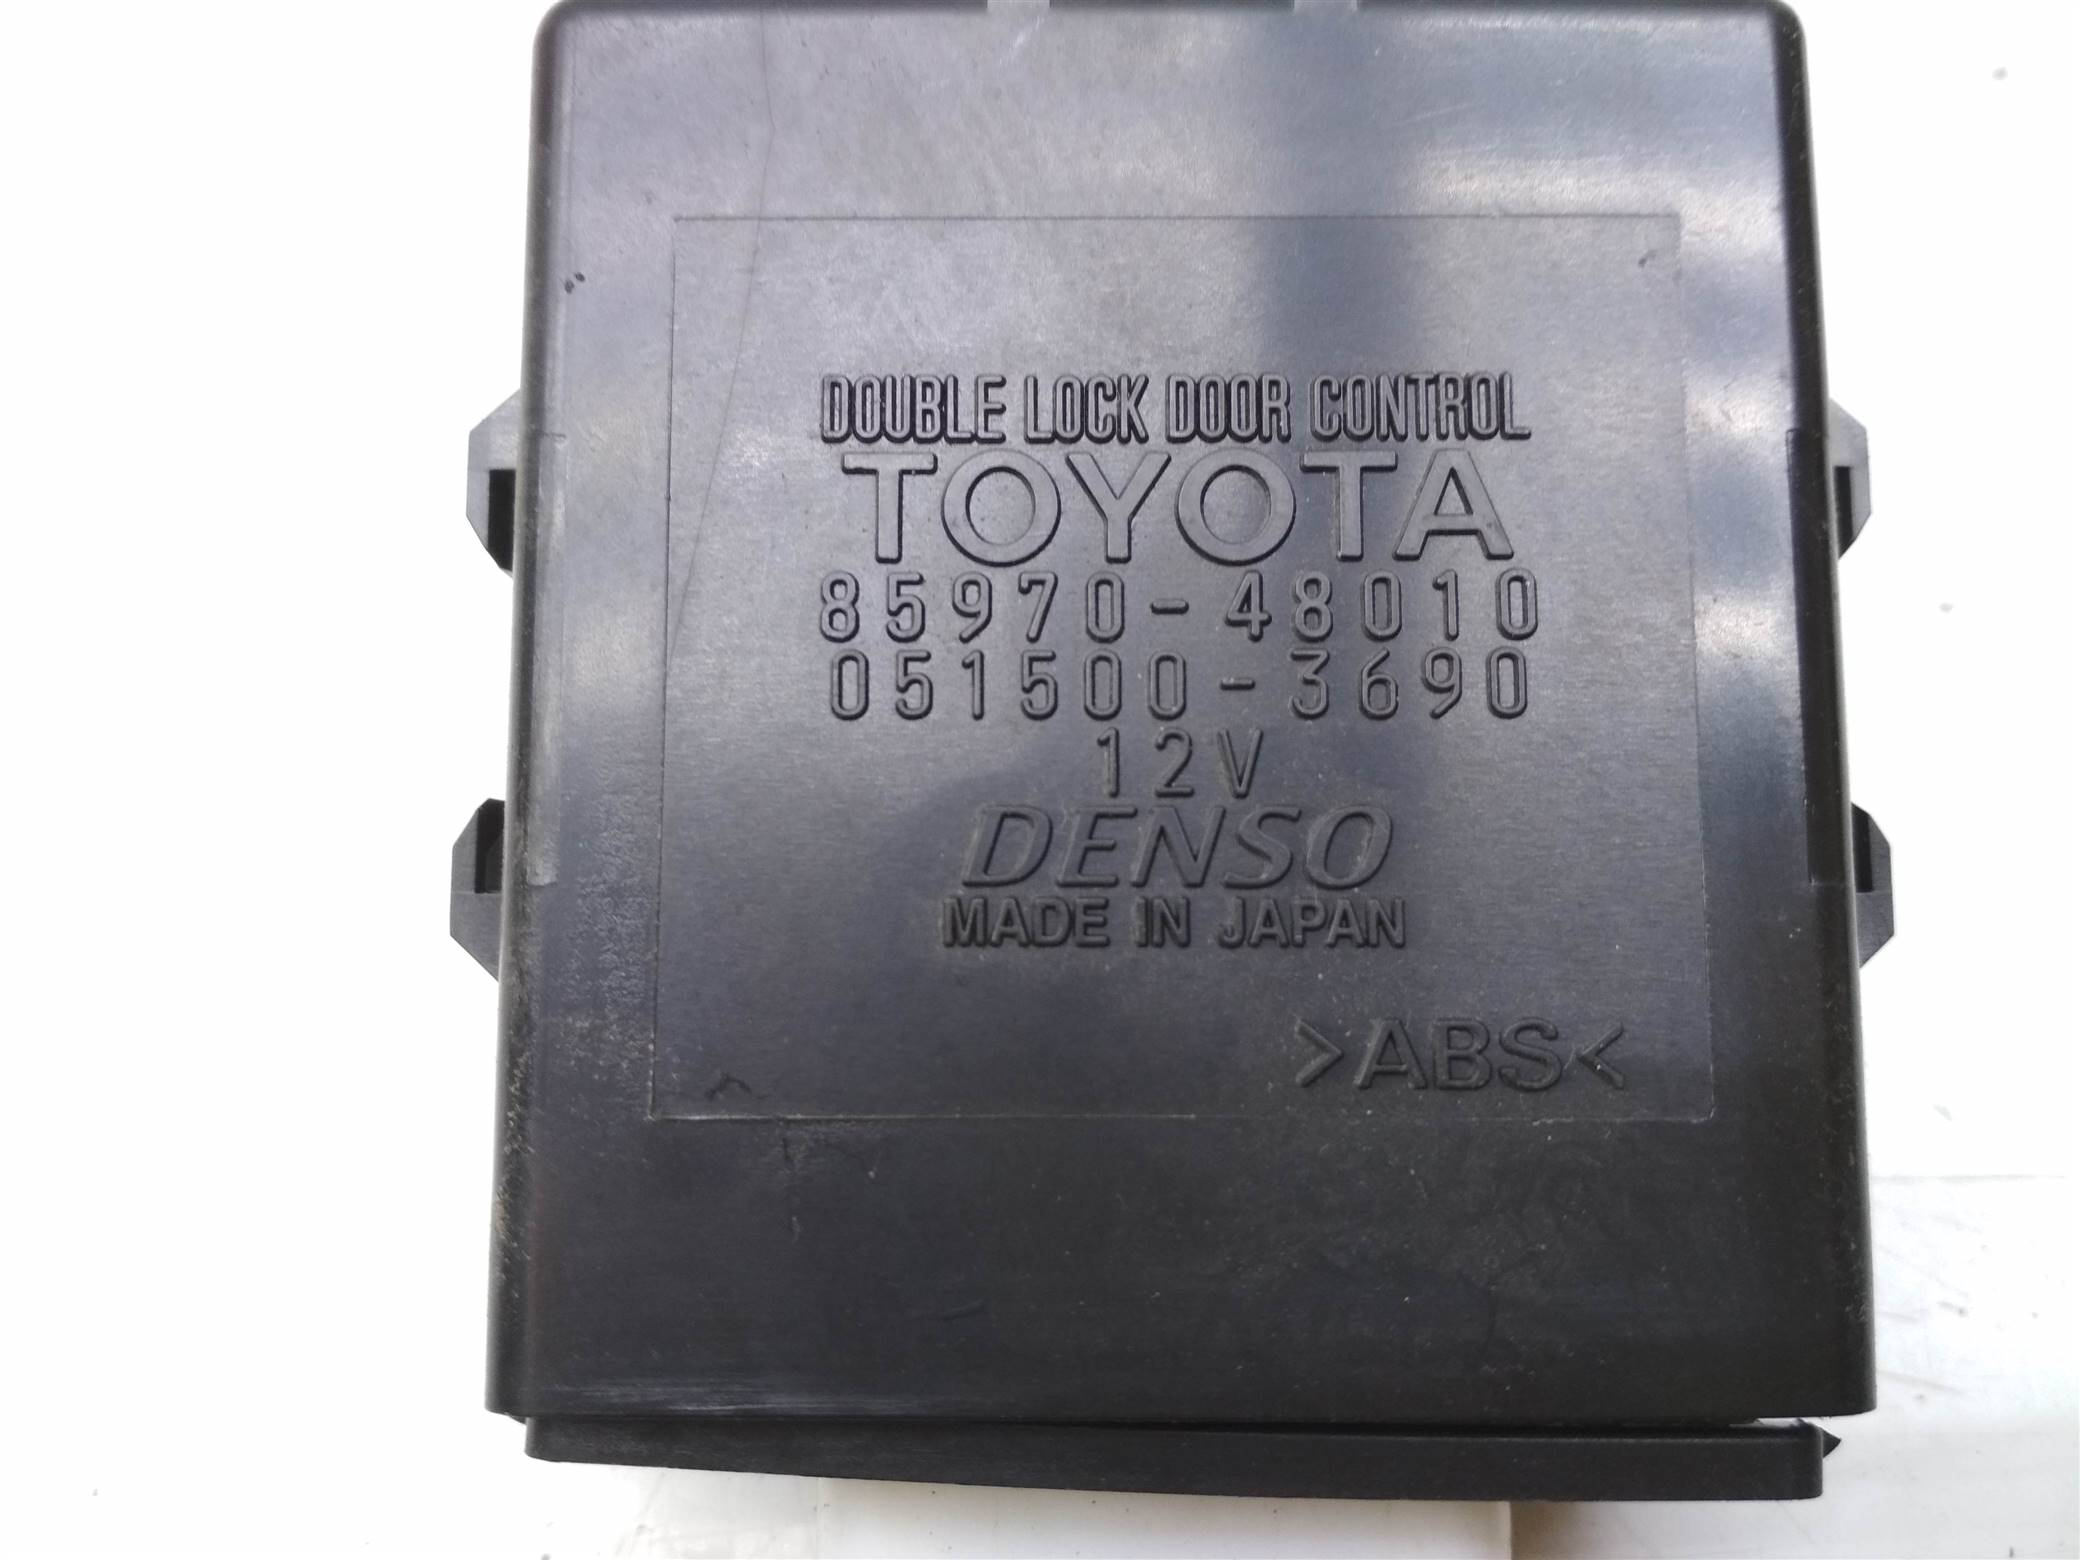 DOUBLE LOCK DOOR CONTROL
TOYOTA
85970-48010
051500-3690
12V
DENSO
MADE IN JAPAN
>ABS<